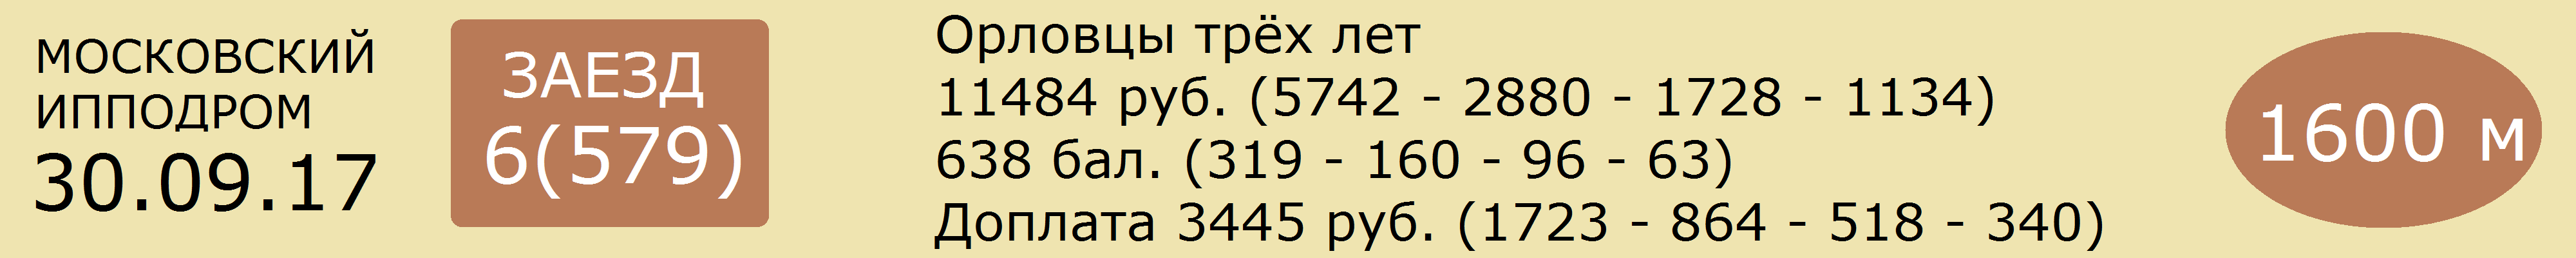 МОСКОВСКИЙ
ИППОДРОМ
30.09.17
ЗАЕЗД
6(579)
Орловцы трёх лет
11484 руб. (5742 - 2880 - 1728 - 1134)
638 бал. (319 - 160 - 96 - 63)
Доплата 3445 руб. (1723 - 864 - 518 - 340)
1600 м